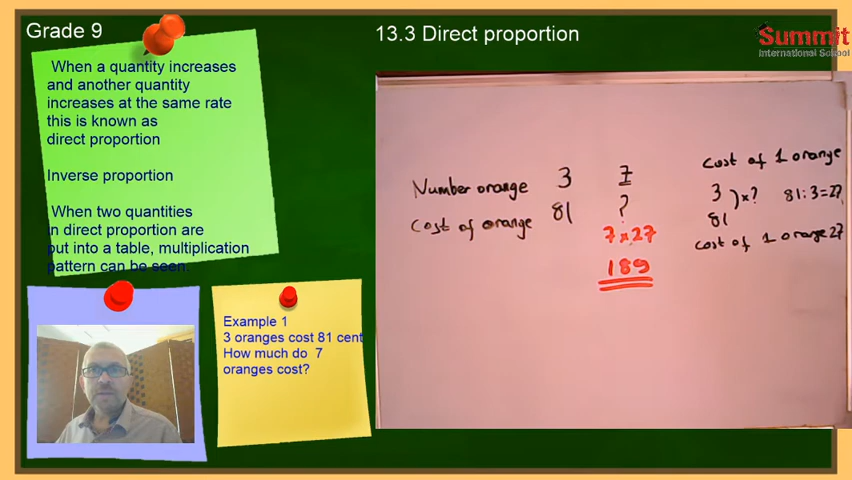 Grade 9
13.3 Direct proportion
Summit
International School
When a quantity increases
and another quantity
increases at the same rate
this is known as
direct proportion
Inverse proportion
When two quantities
in direct proportion are
put into a table, multiplication
pattern can be seen.
Example 1
3 oranges cost 81 cent
How much do 7
oranges cost?
Number orange 3 7
Cost of orange 81 ?
7 x 27
189
Cost of 1 orange
3
81
) x ? 81 : 3 = 27
cost of 1 orange 27